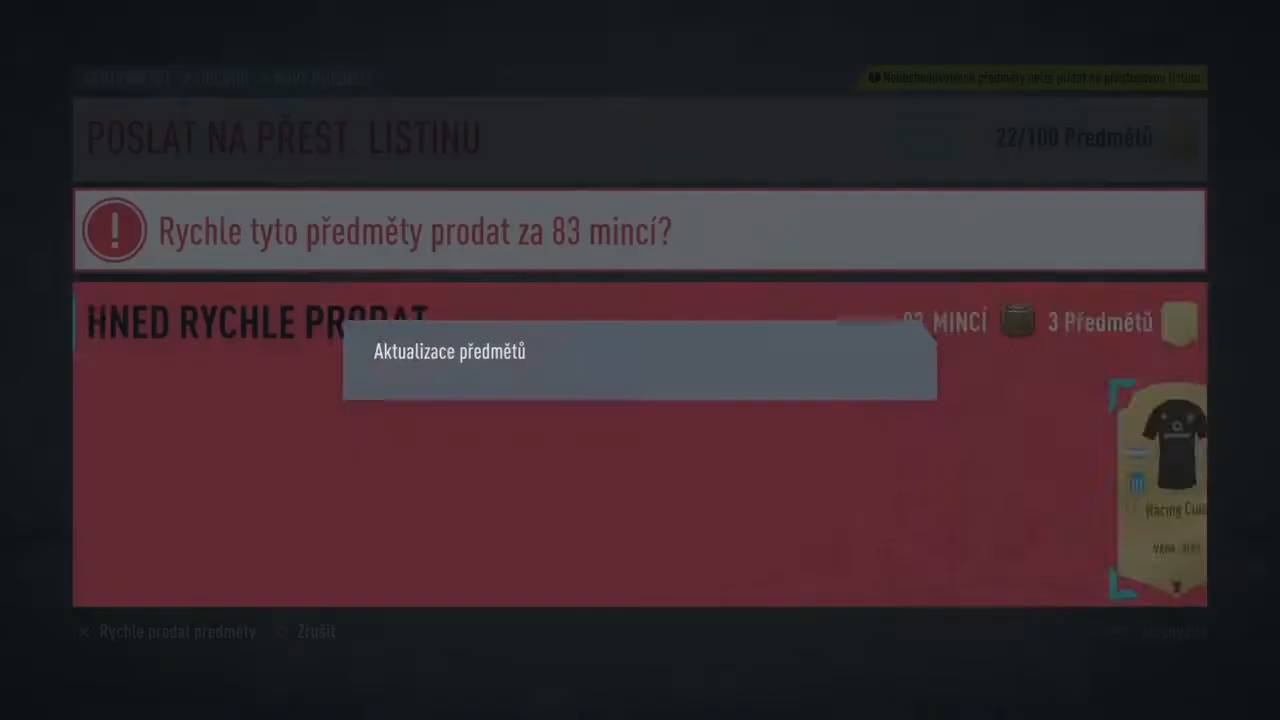 POSLAT NA PŘEST. LISTINU
22/100 Předmětů
Rychle tyto předměty prodat za 83 mincí?
HNED RYCHLE PRODAT
83 MINCÍ
3 Předmětů
Aktualizace předmětů
Racing
Rychle prodat předměty
Zrušit